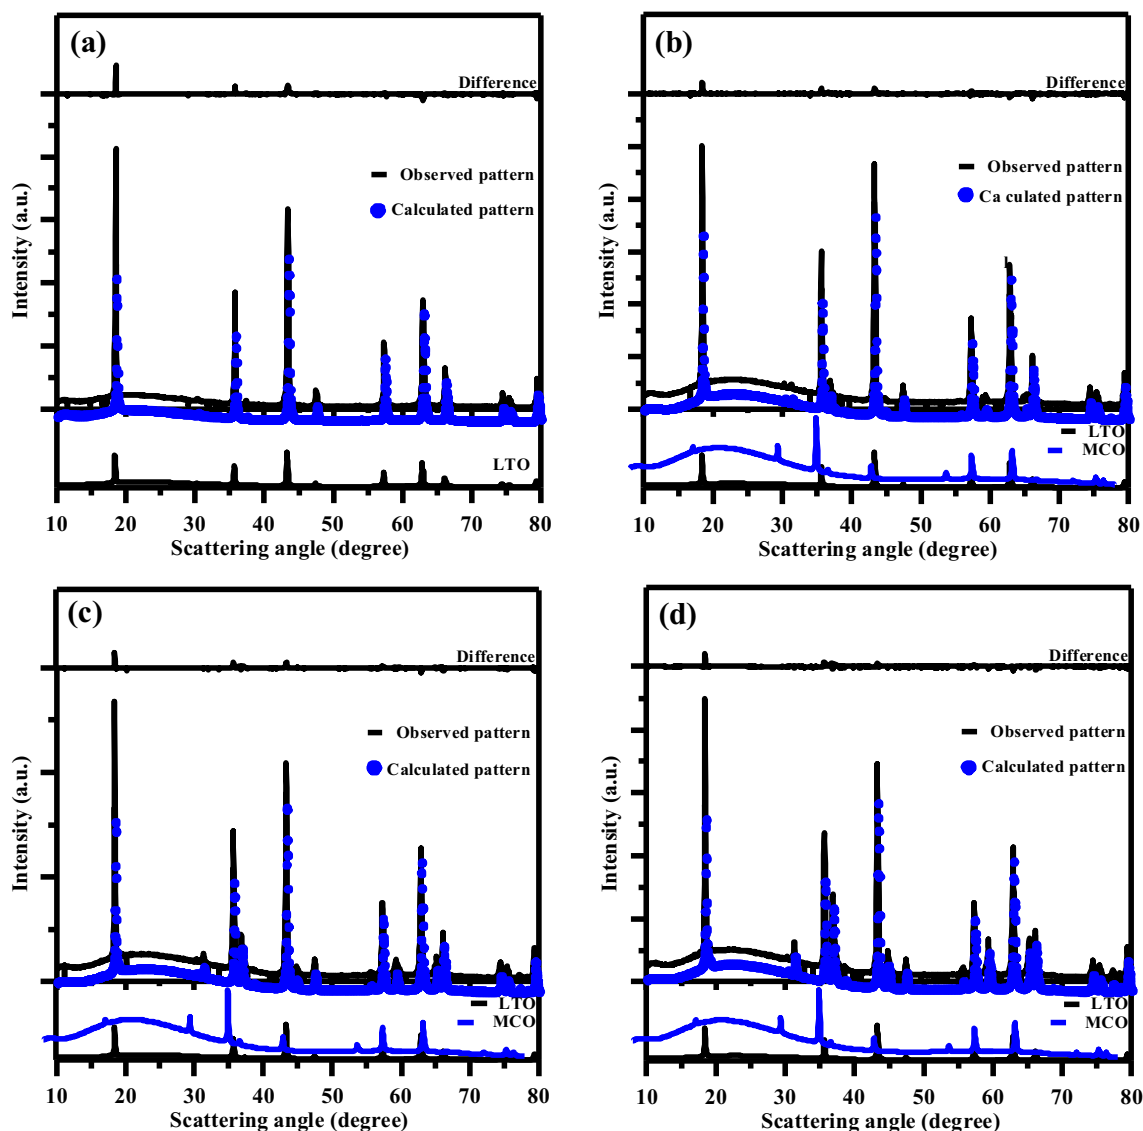 (a)
Difference
Observed pattern
Calculated pattern
Intensity (a.u.)
LTO
10 20 30 40 50 60 70 80
Scattering angle (degree)
(b)
Difference
Observed pattern
Ca culated pattern
Intensity (a.u.)
LTO
MCO
10 20 30 40 50 60 70 80
Scattering angle (degree)
(c)
Difference
Observed pattern
Calculated pattern
Intensity (a.u.)
LTO
MCO
10 20 30 40 50 60 70 80
Scattering angle (degree)
(d)
Difference
Observed pattern
Calculated pattern
Intensity (a.u.)
LTO
MCO
10 20 30 40 50 60 70 80
Scattering angle (degree)